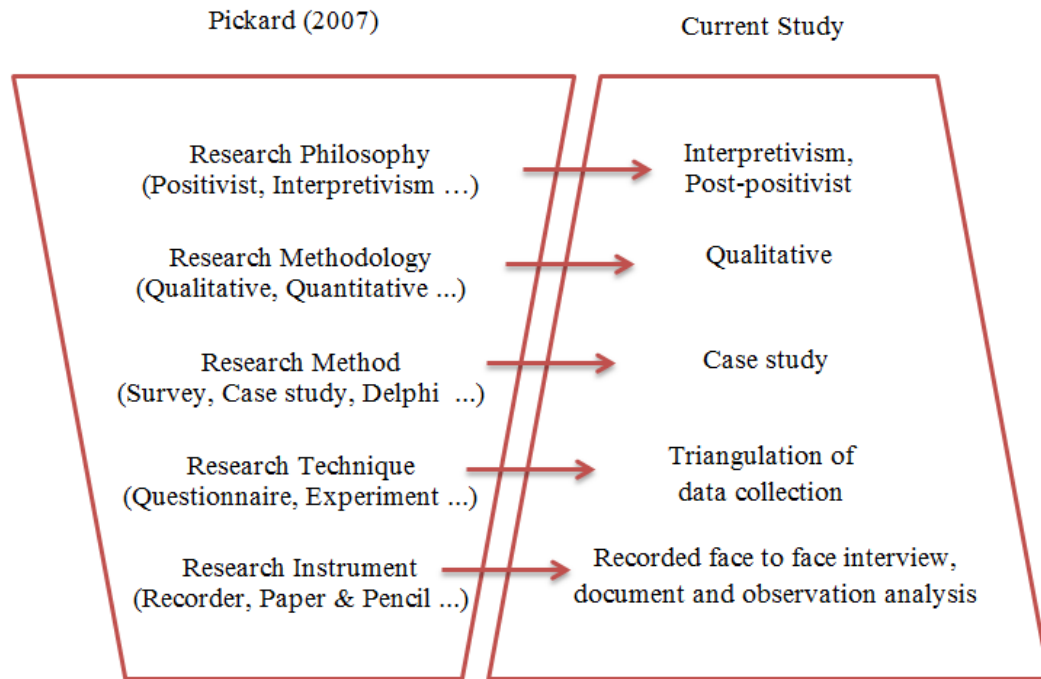 Pickard (2007)
Current Study
Research Philosophy
(Positivist, Interpretivism …)
Interpretivism,
Post-positivist
Research Methodology
(Qualitative, Quantitative ...)
Qualitative
Research Method
(Survey, Case study, Delphi ...)
Case study
Research Technique
(Questionnaire, Experiment ...)
Triangulation of
data collection
Research Instrument
(Recorder, Paper & Pencil ...)
Recorded face to face interview,
document and observation analysis